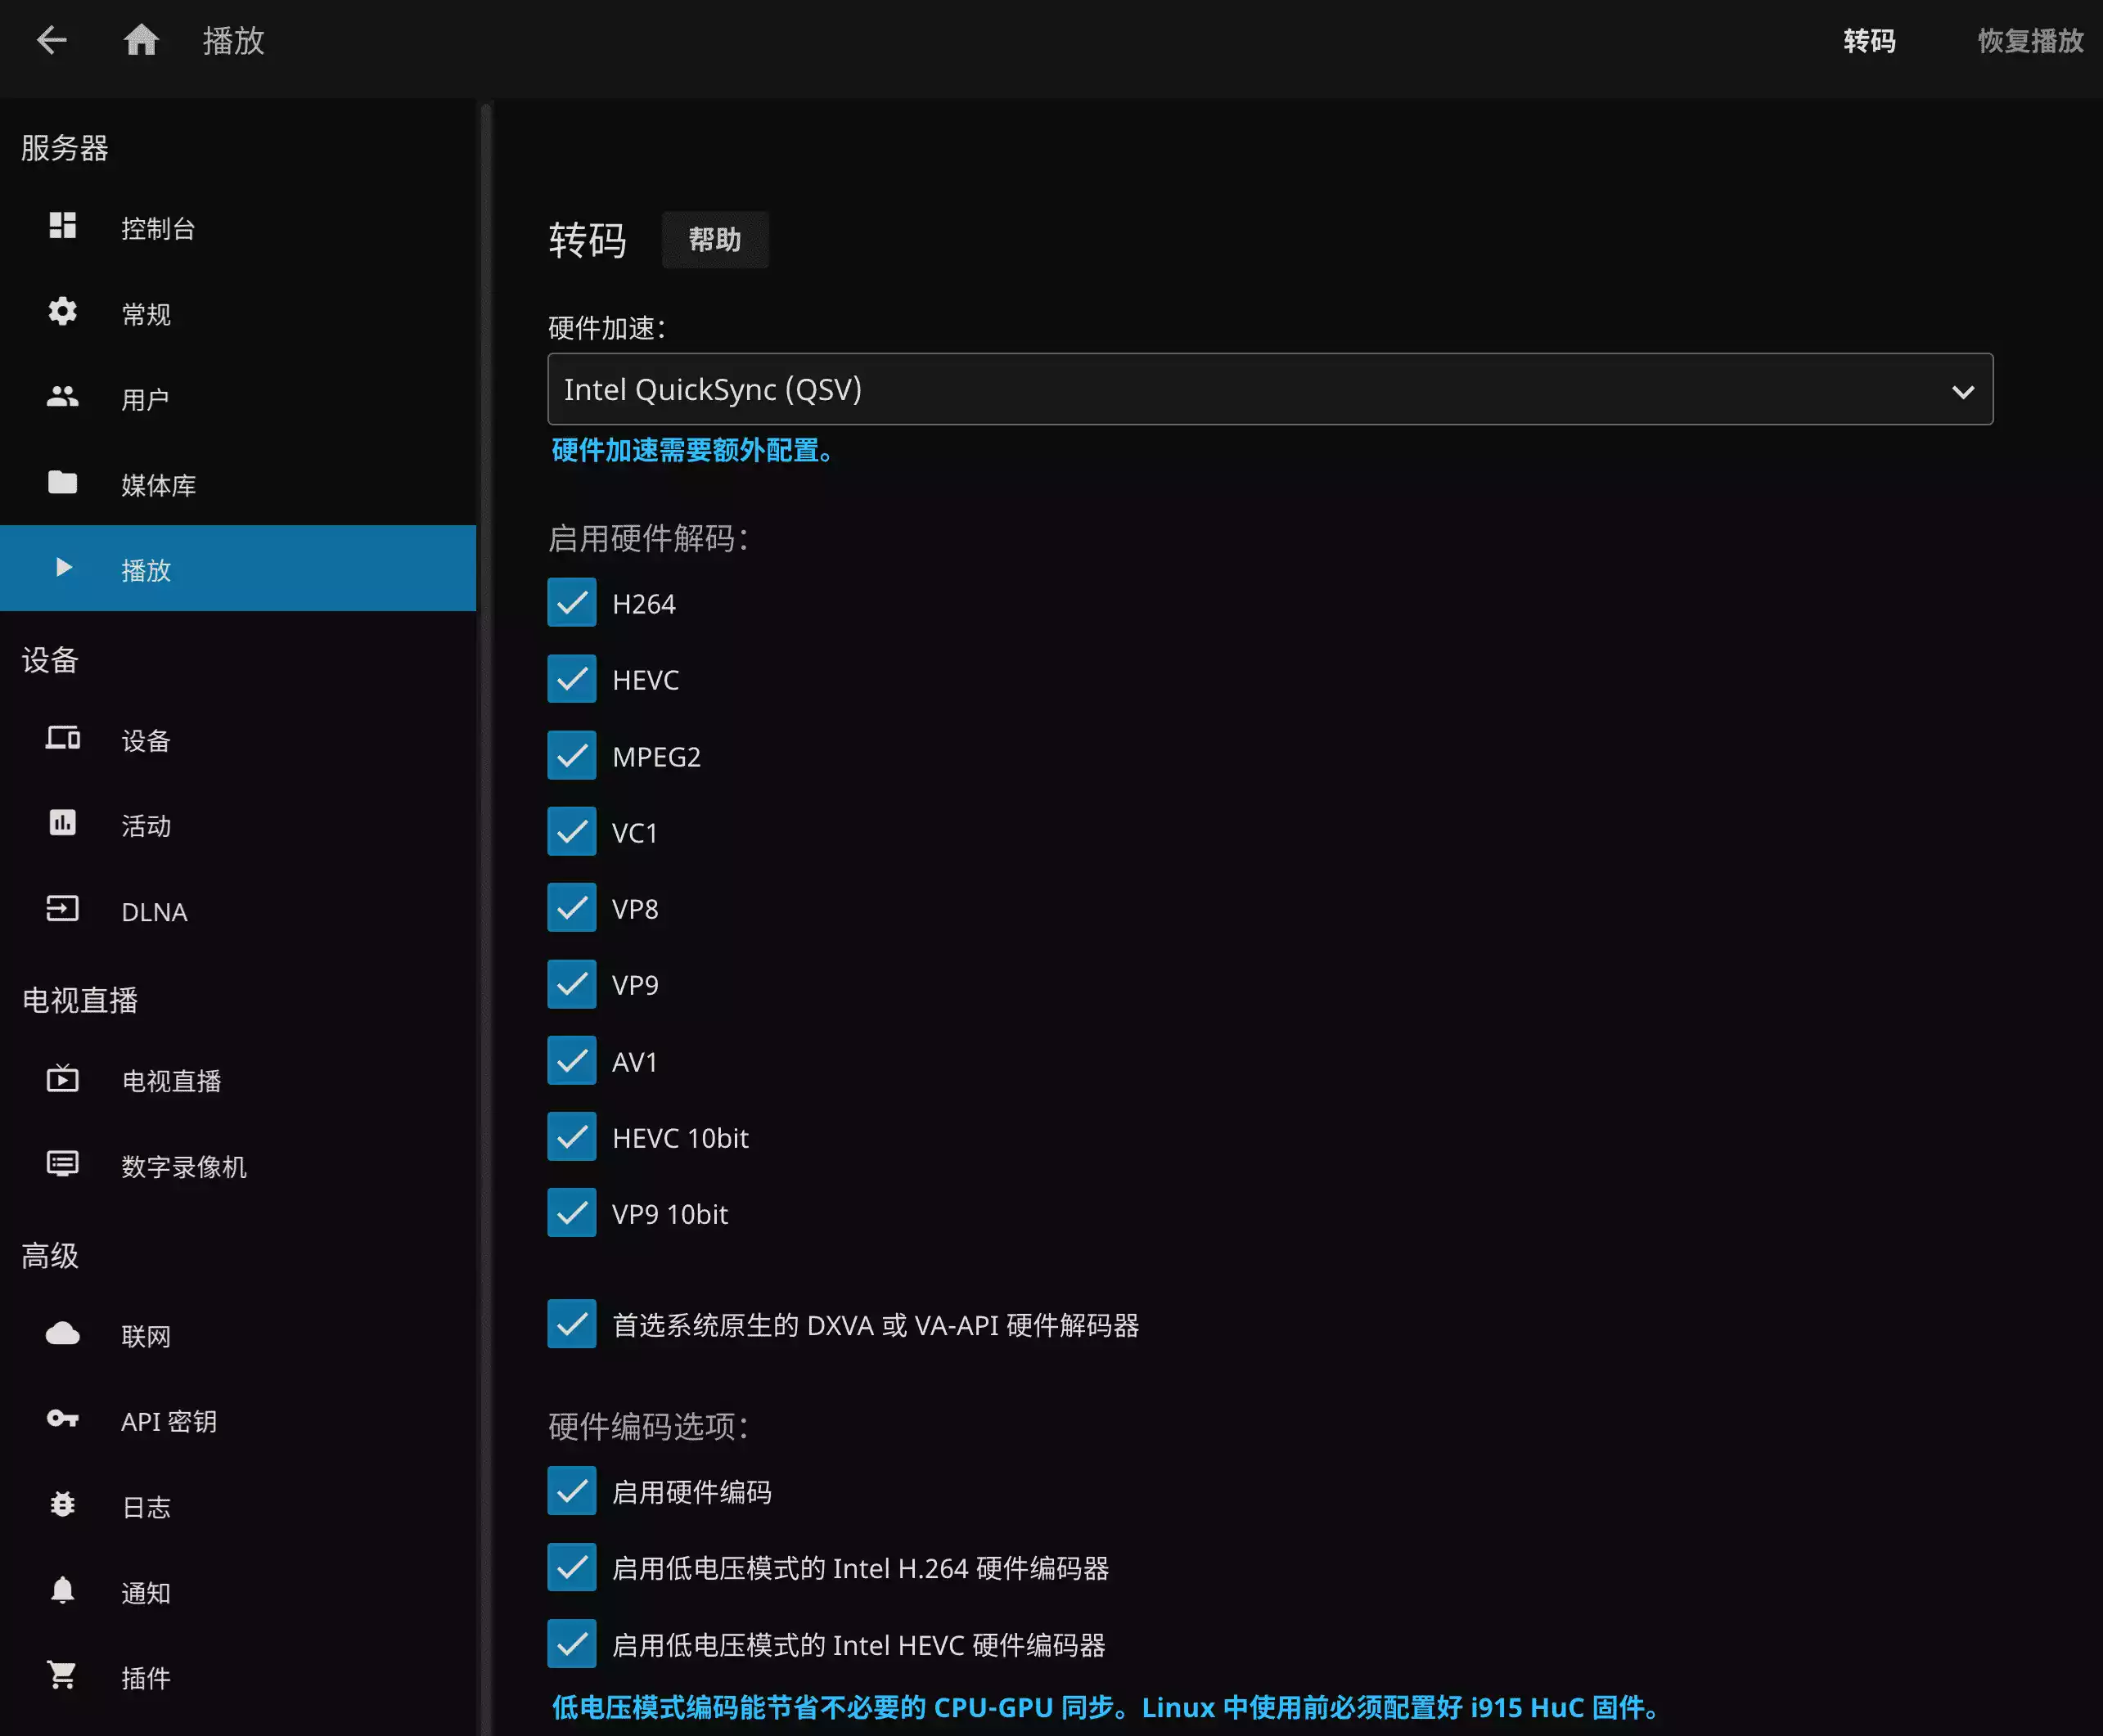 播放
转码
恢复播放
服务器
控制台
常规
用户
媒体库
播放
设备
设备
活动
DLNA
电视直播
电视直播
数字录像机
高级
联网
API 密钥
日志
通知
插件
转码
帮助
硬件加速：
Intel QuickSync (QSV)
硬件加速需要额外配置。
启用硬件解码：
H264
HEVC
MPEG2
VC1
VP8
VP9
AV1
HEVC 10bit
VP9 10bit
首选系统原生的 DXVA 或 VA-API 硬件解码器
硬件编码选项：
启用硬件编码
启用低电压模式的 Intel H.264 硬件编码器
启用低电压模式的 Intel HEVC 硬件编码器
低电压模式编码能节省不必要的 CPU-GPU 同步。Linux 中使用前必须配置好 i915 HuC 固件。